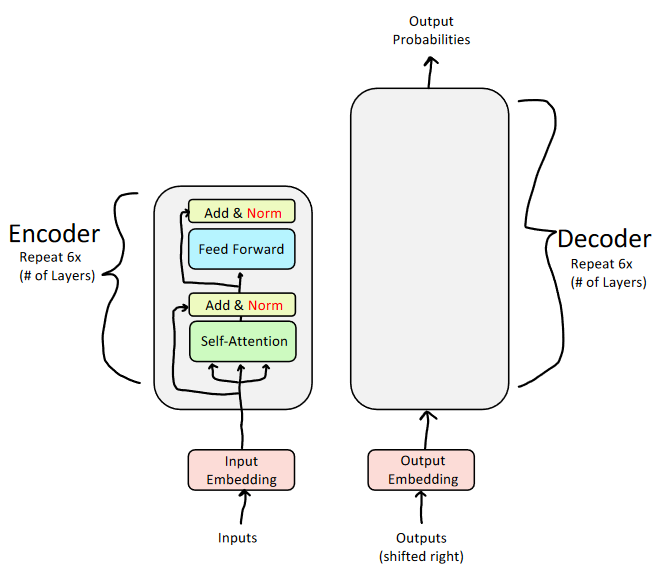 Output
Probabilities
Add & Norm
Feed Forward
Add & Norm
Self-Attention
Encoder
Repeat 6x
(# of Layers)
Decoder
Repeat 6x
(# of Layers)
Input
Embedding
Output
Embedding
Inputs
Outputs
(shifted right)